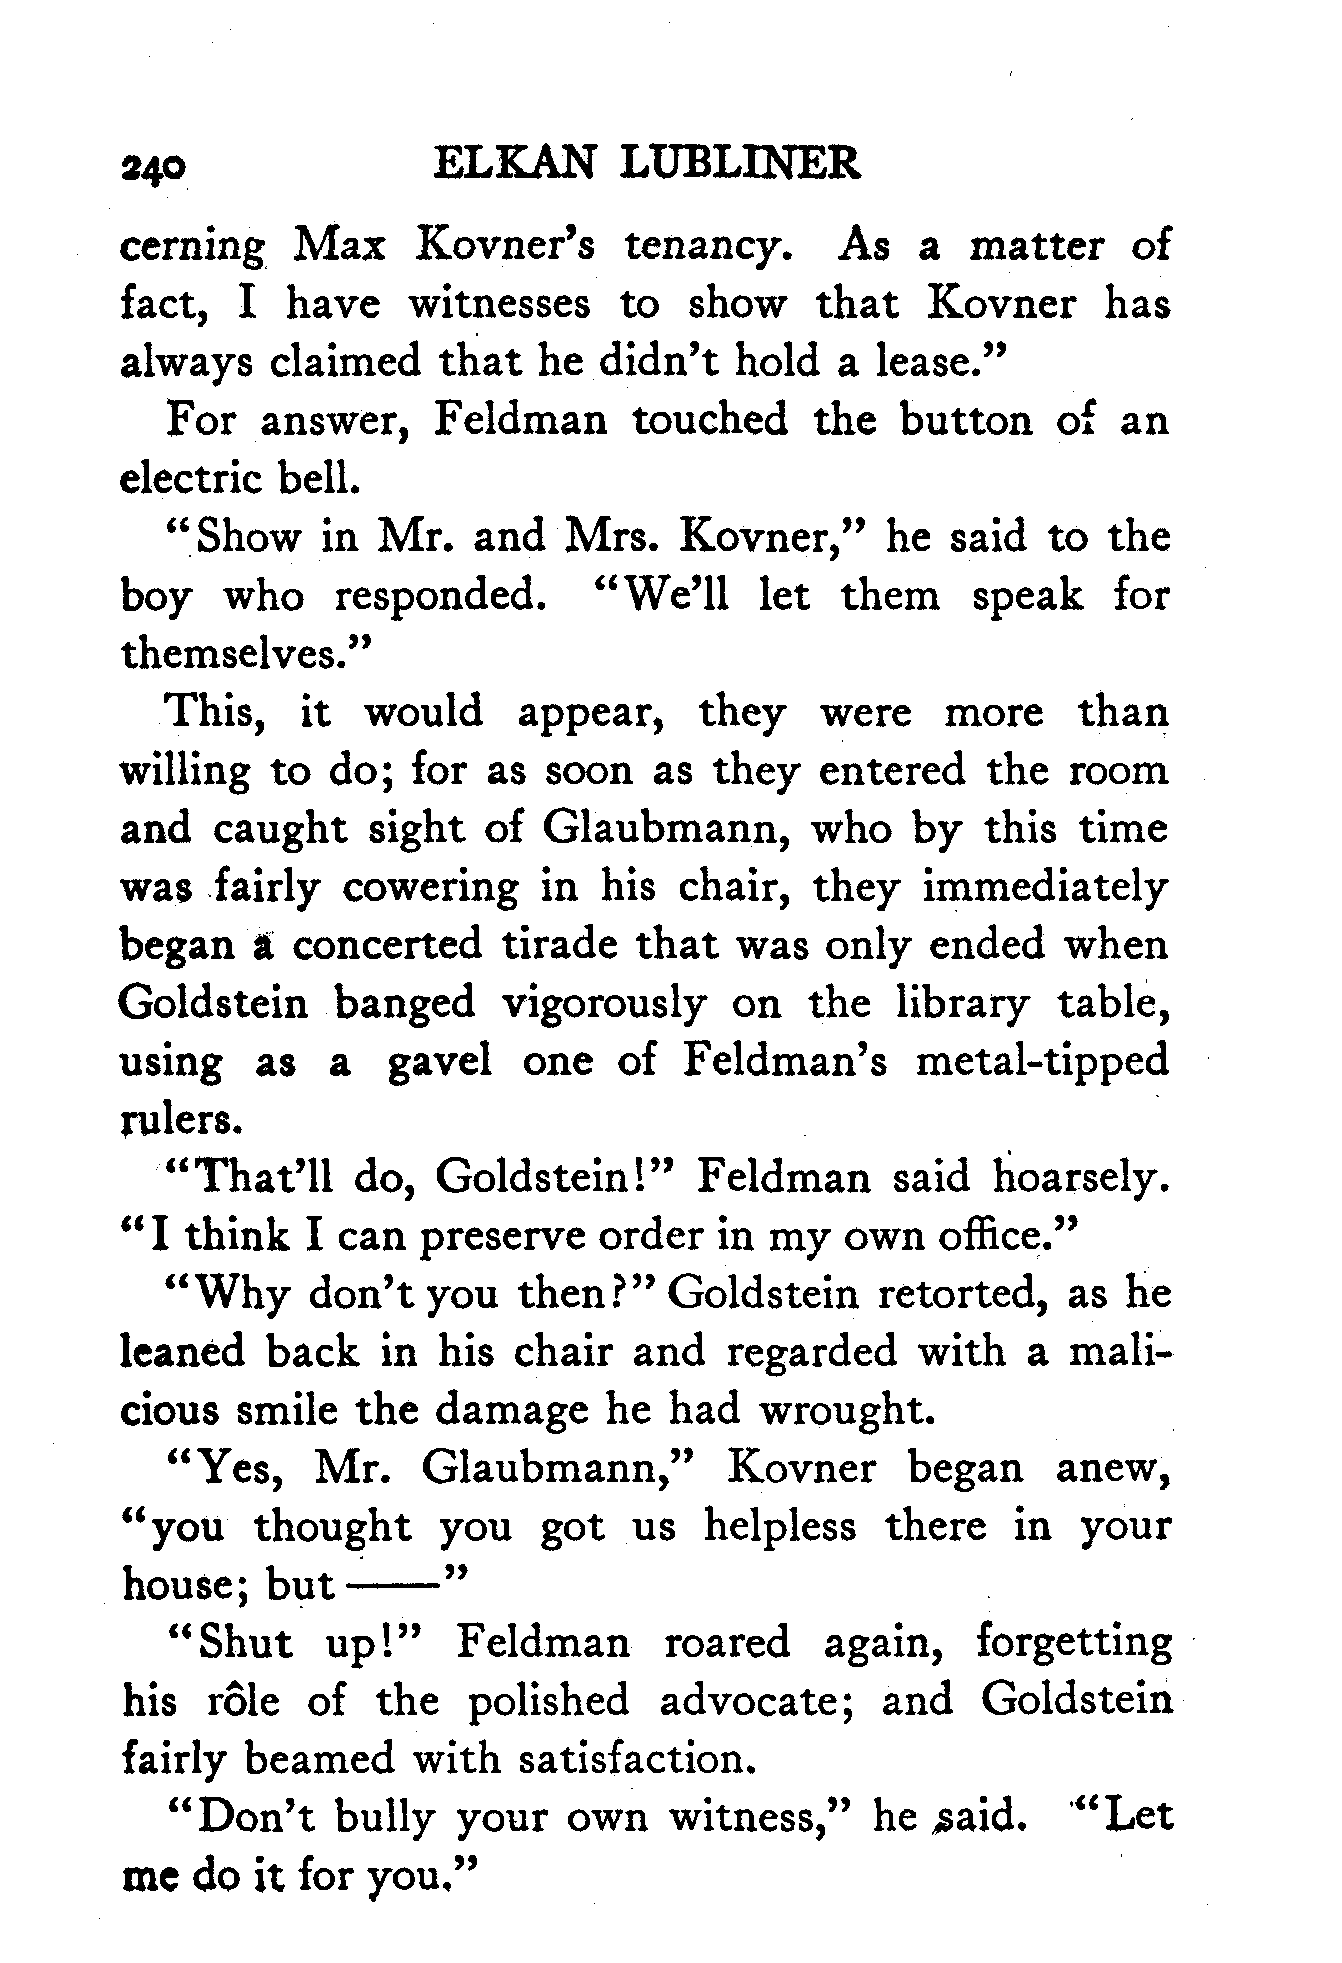 240 ELKAN LUBLINER
cerning Max Kovner’s tenancy. As a matter of
fact, I have witnesses to show that Kovner has
always claimed that he didn’t hold a lease.”
For answer, Feldman touched the button of an
electric bell.
“Show in Mr. and Mrs. Kovner,” he said to the
boy who responded. “We’ll let them speak for
themselves.”
This, it would appear, they were more than
willing to do; for as soon as they entered the room
and caught sight of Glaubmann, who by this time
was fairly cowering in his chair, they immediately
began a concerted tirade that was only ended when
Goldstein banged vigorously on the library table,
using as a gavel one of Feldman’s metal-tipped
rulers.
“That’ll do, Goldstein!” Feldman said hoarsely.
“I think I can preserve order in my own office.”
“Why don’t you then?” Goldstein retorted, as he
leaned back in his chair and regarded with a mali-
cious smile the damage he had wrought.
“Yes, Mr. Glaubmann,” Kovner began anew,
“you thought you got us helpless there in your
house; but ——”
“Shut up!” Feldman roared again, forgetting
his rôle of the polished advocate; and Goldstein
fairly beamed with satisfaction.
“Don’t bully your own witness,” he said. “Let
me do it for you.”